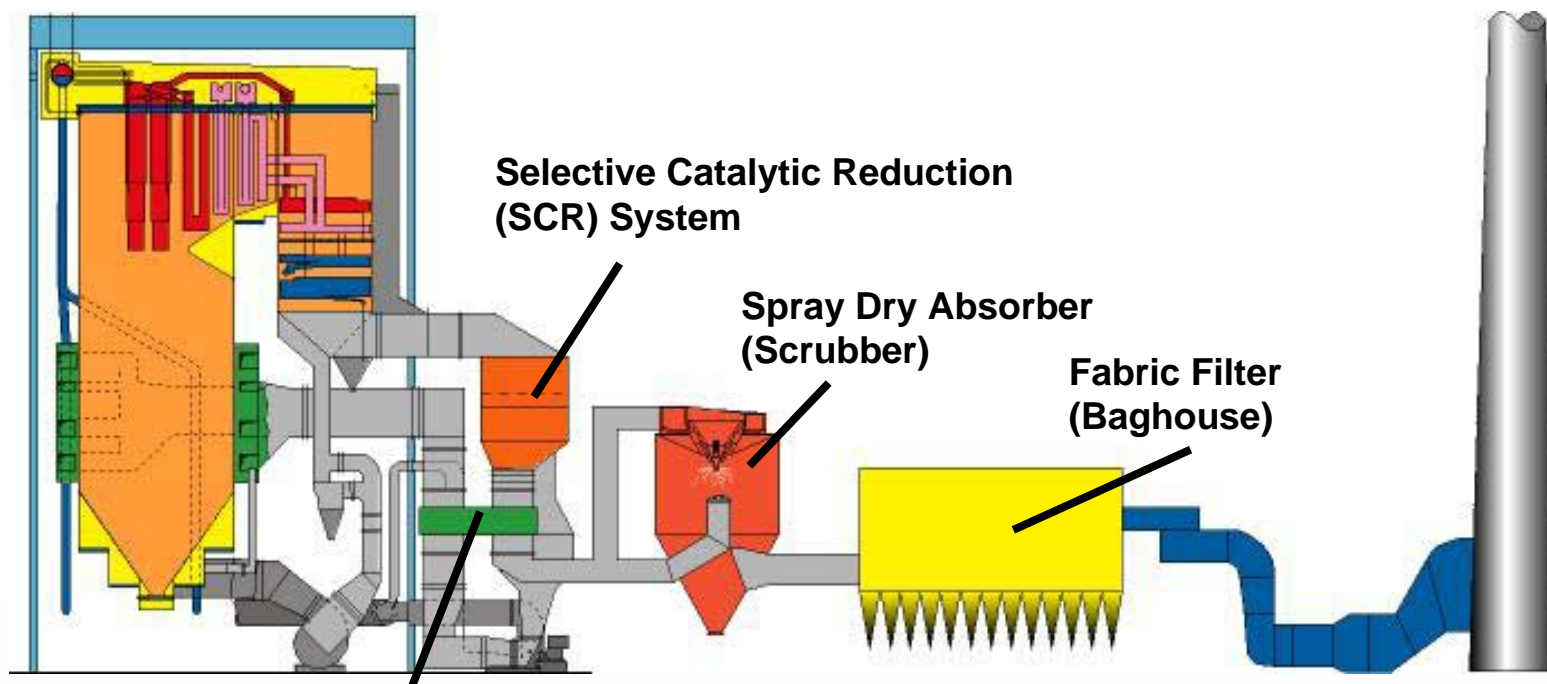 Selective Catalytic Reduction
(SCR) System
Spray Dry Absorber
(Scrubber)
Fabric Filter
(Baghouse)